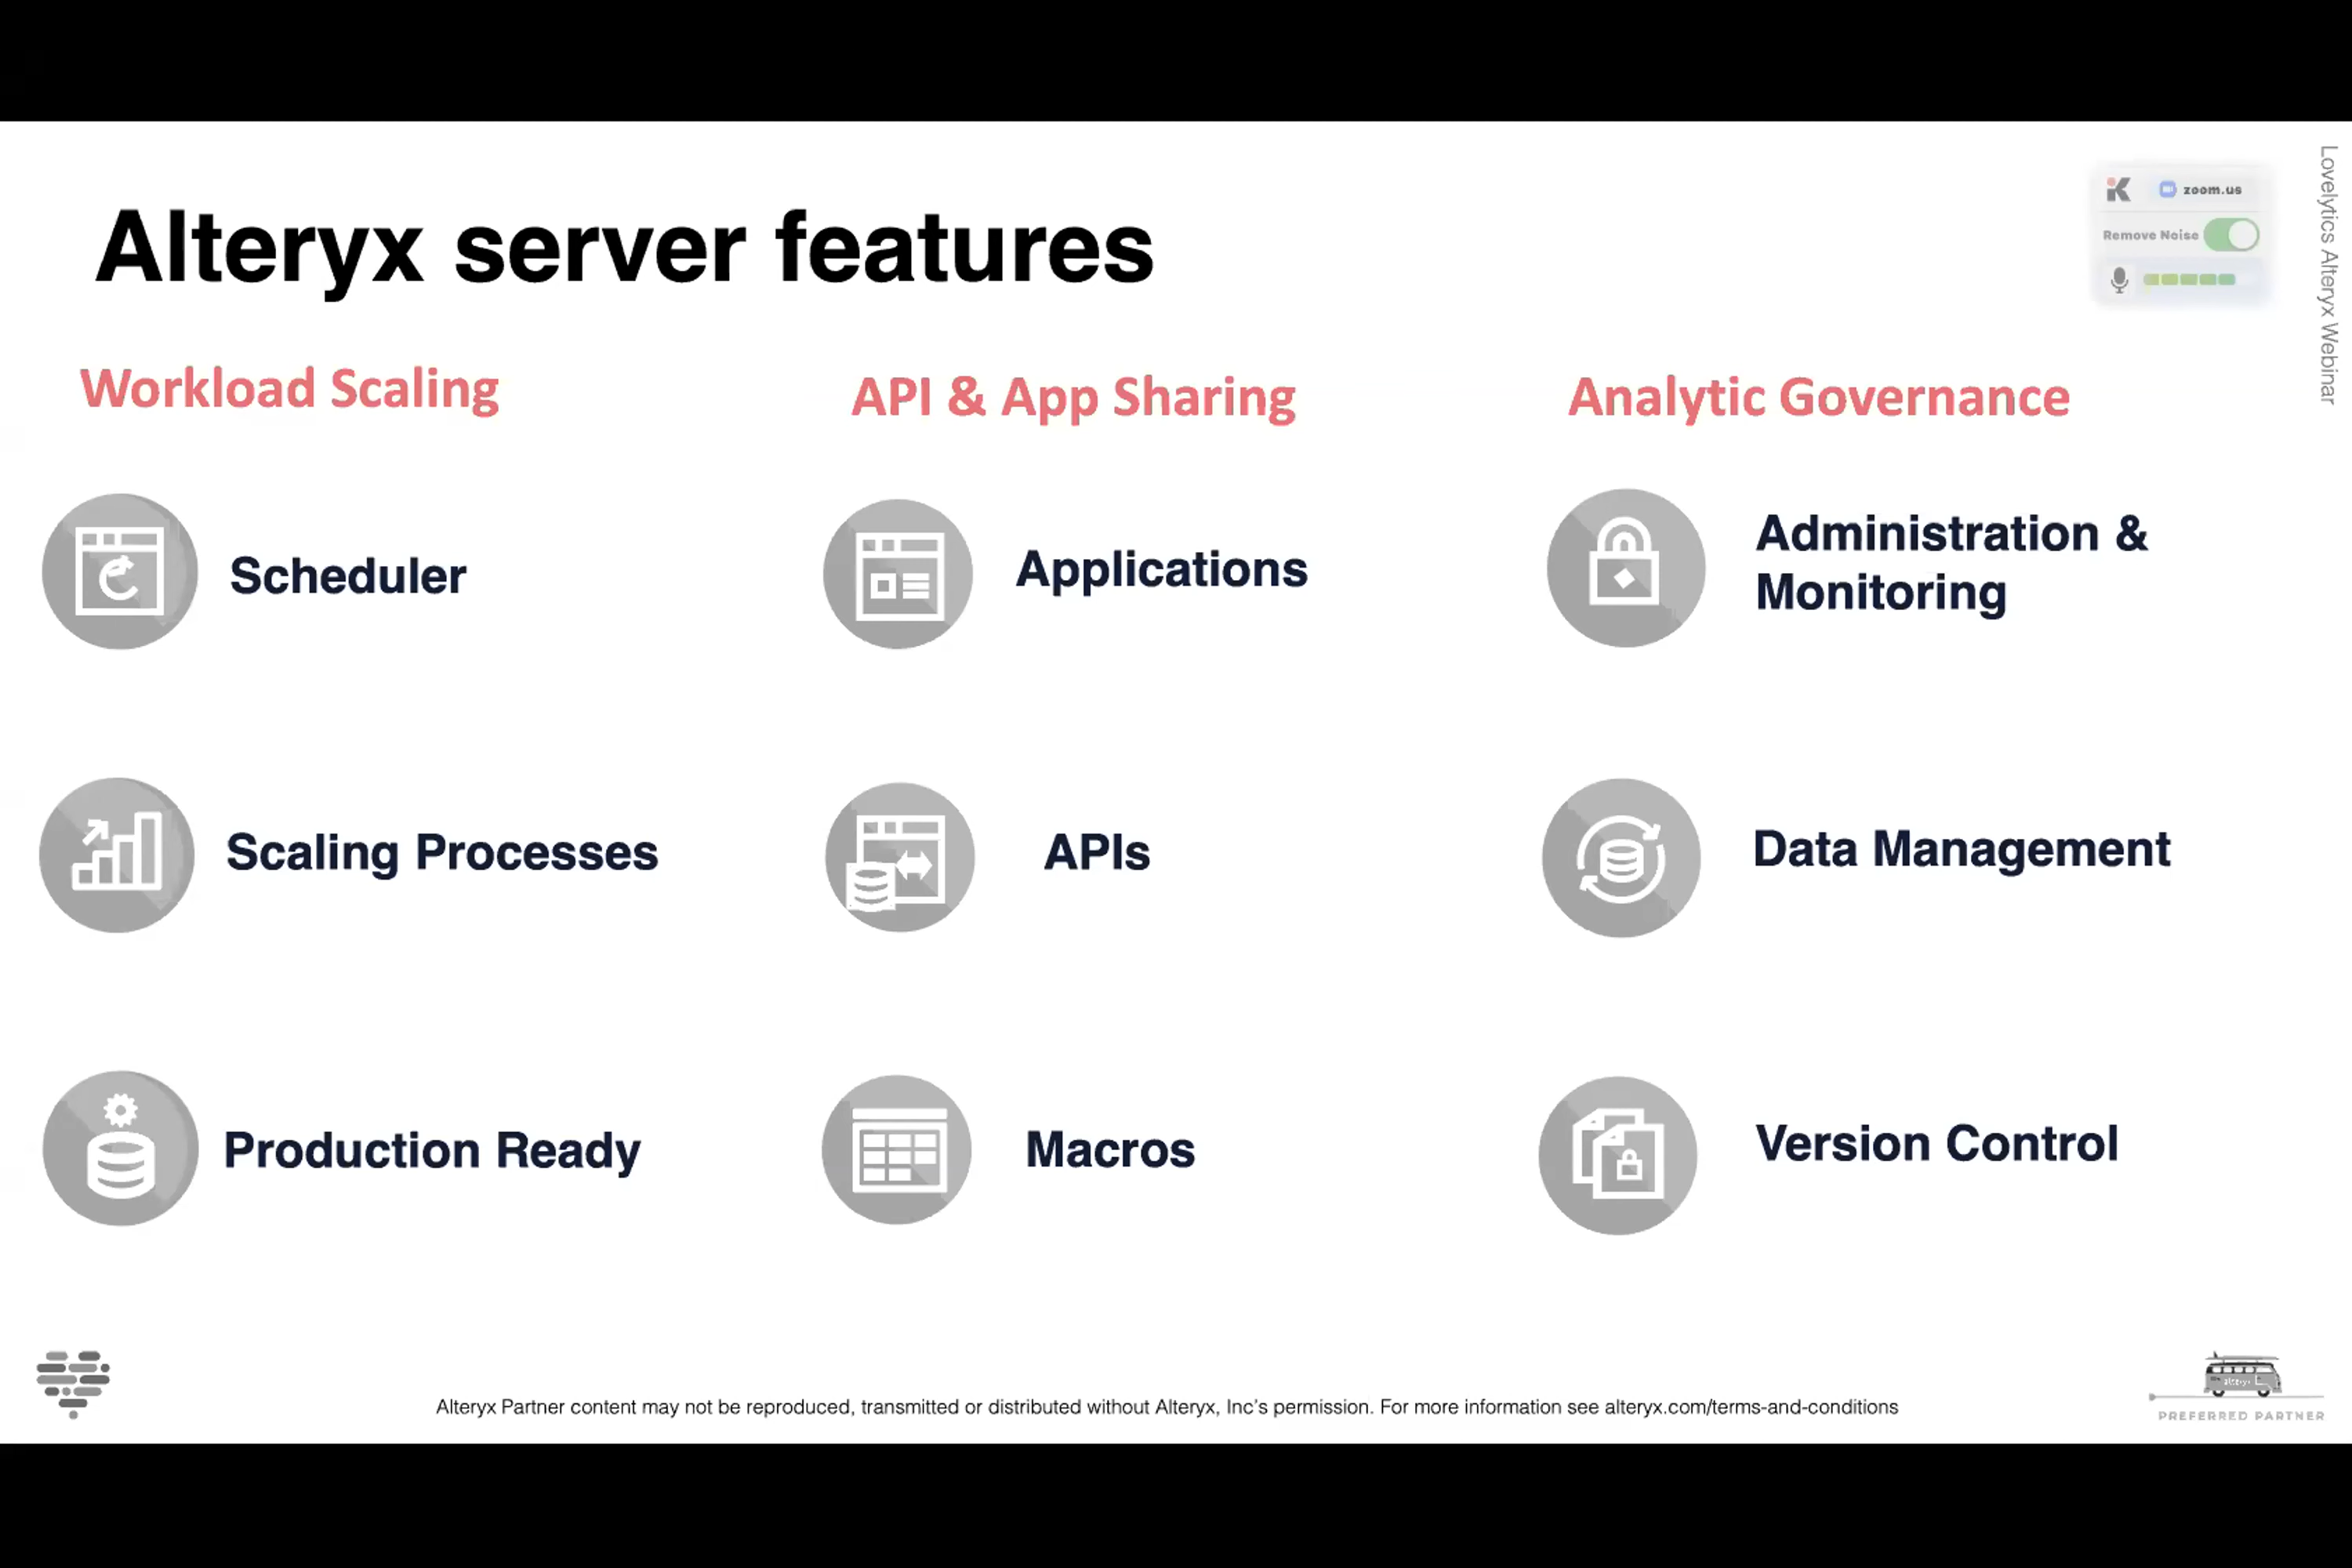 Alteryx server features
zoom.us
Remove Noise
Lovelytics Alteryx Webinar
Workload Scaling
Scheduler
Scaling Processes
Production Ready
API & App Sharing
Applications
APIs
Macros
Analytic Governance
Administration &
Monitoring
Data Management
Version Control
Alteryx Partner content may not be reproduced, transmitted or distributed without Alteryx, Inc's permission. For more information see alteryx.com/terms-and-conditions
alteryx
PREFERRED PARTNER